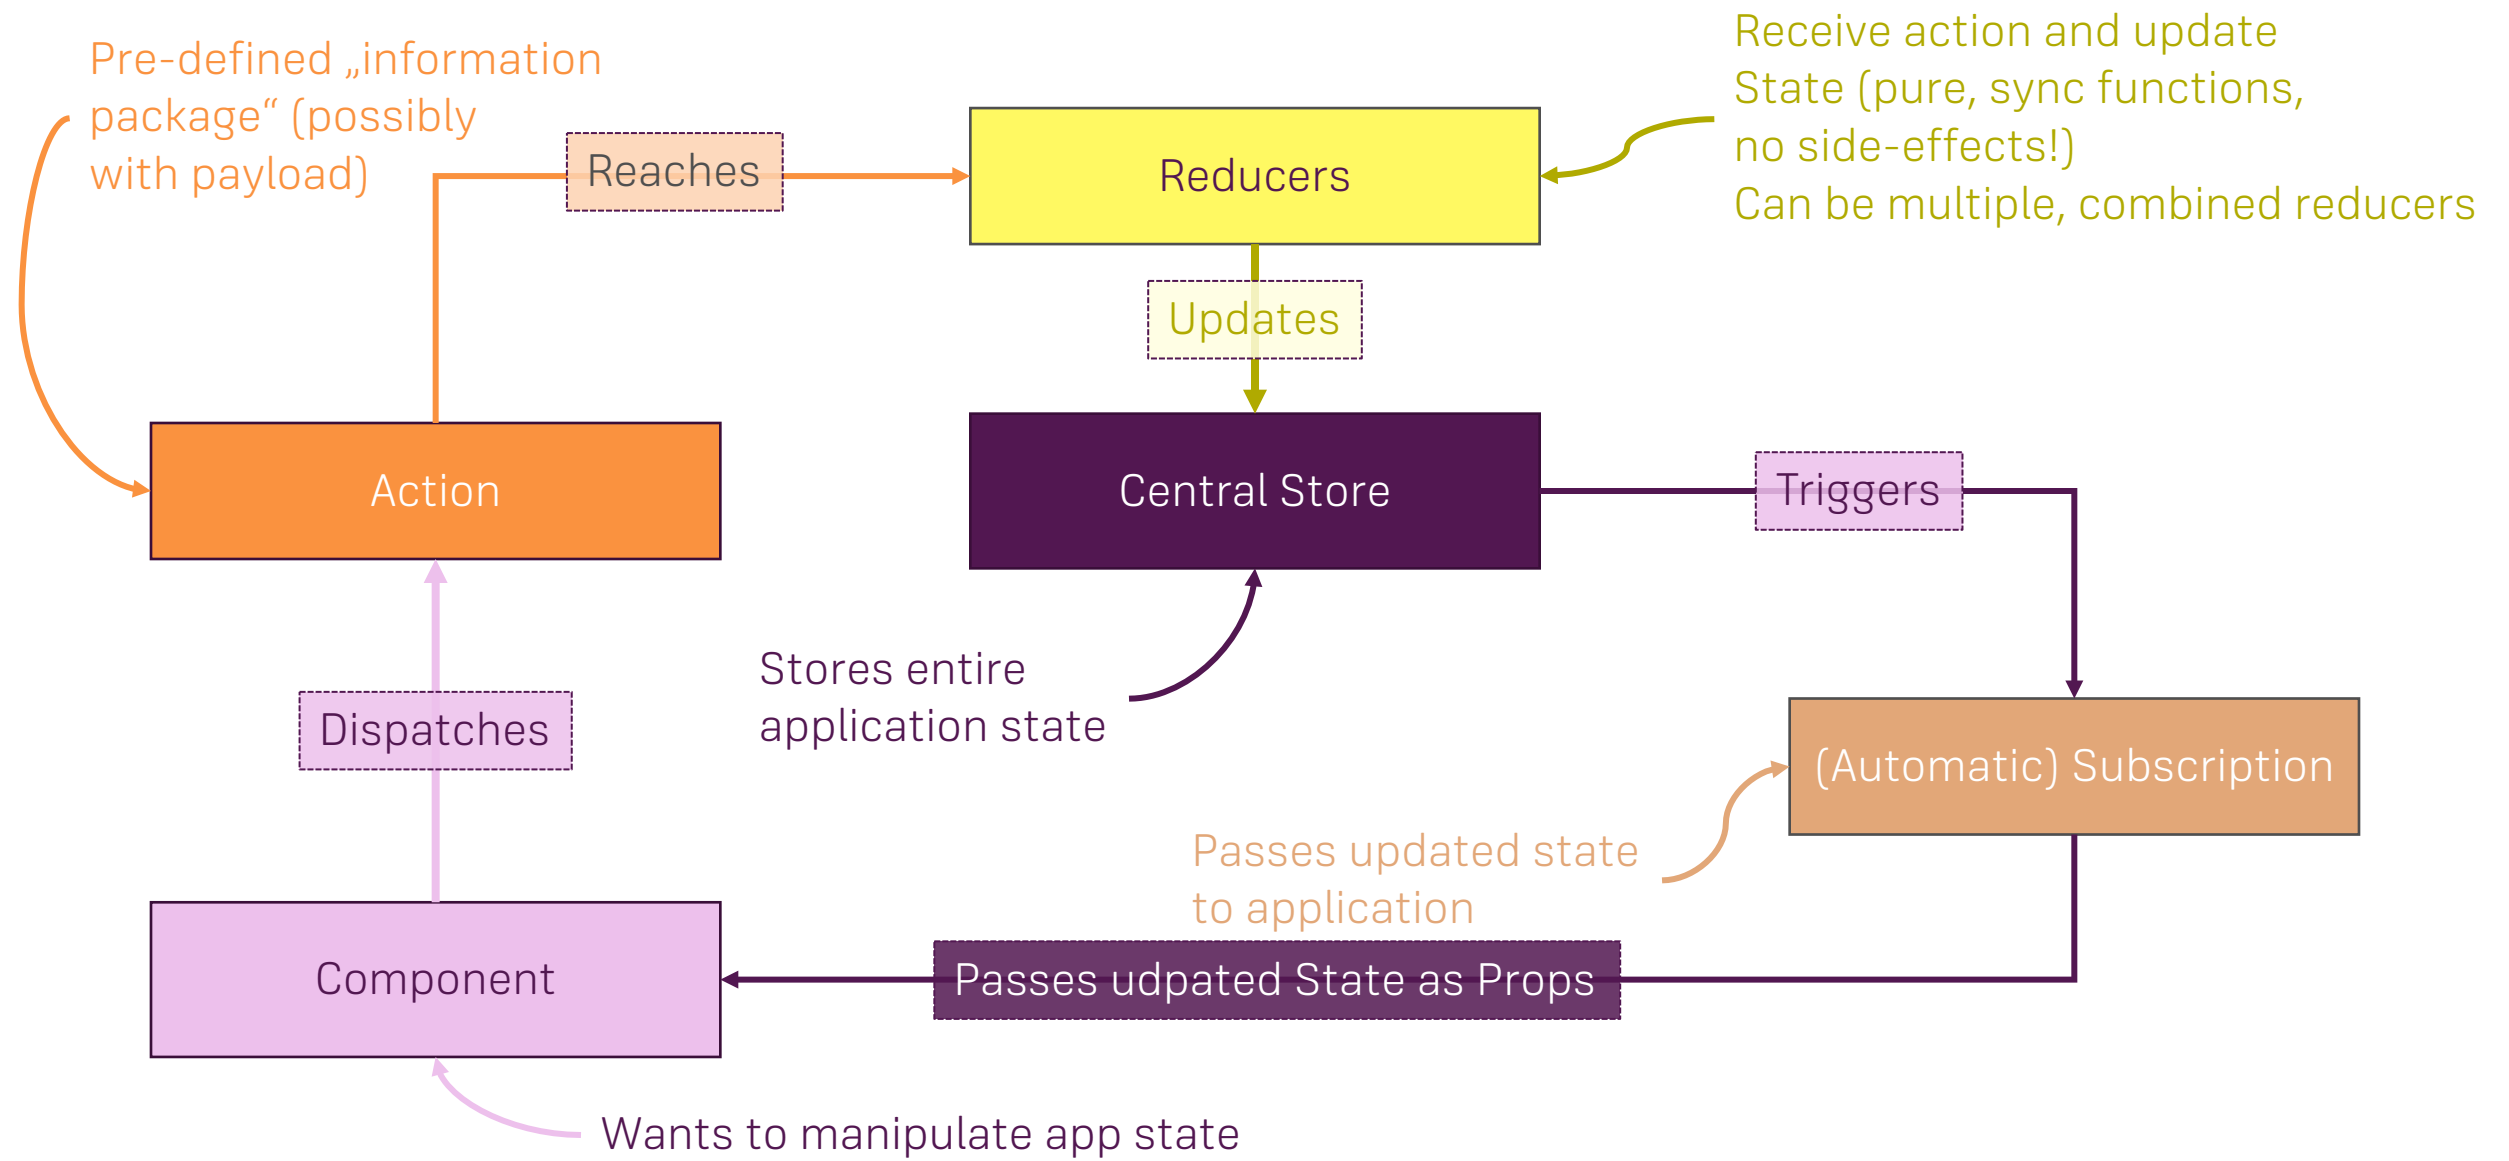 Pre-defined „information
package“ (possibly
with payload)
Reaches
Reducers
Receive action and update
State (pure, sync functions,
no side-effects!)
Can be multiple, combined reducers
Updates
Action
Central Store
Triggers
Stores entire
application state
Dispatches
(Automatic) Subscription
Passes updated state
to application
Component
Passes udpated State as Props
Wants to manipulate app state